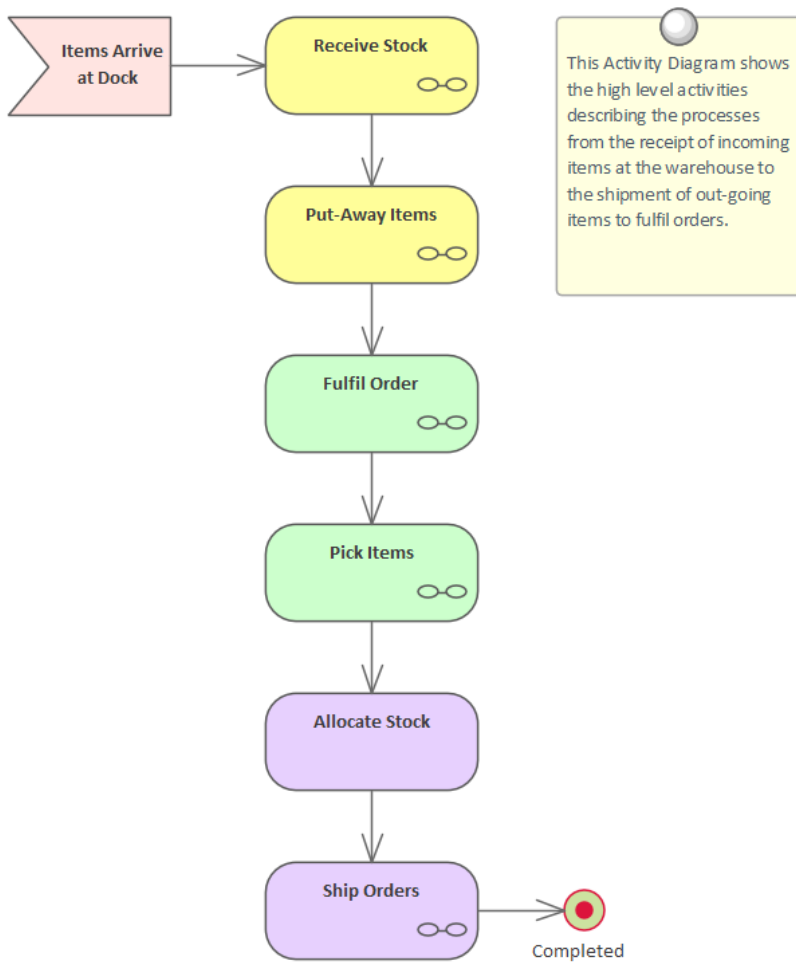 Items Arrive
at Dock
Receive Stock
This Activity Diagram shows
the high level activities
describing the processes
from the receipt of incoming
items at the warehouse to
the shipment of out-going
items to fulfil orders.
Put-Away Items
Fulfil Order
Pick Items
Allocate Stock
Ship Orders
Completed